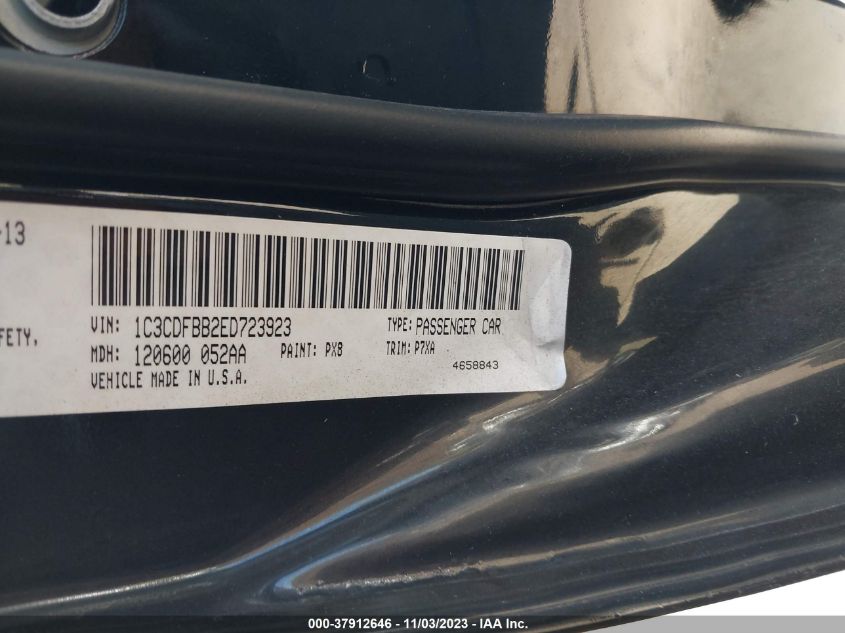 -13
VIN: 1C3CDFBB2ED723923
TYPE: PASSENGER CAR
FETY.
MDH: 120600 052AA
PAINT: PX8
TRIM: P7XA
VEHICLE MADE IN U.S.A.
4658843
000-37912646 - 11/03/2023 - IAA Inc.